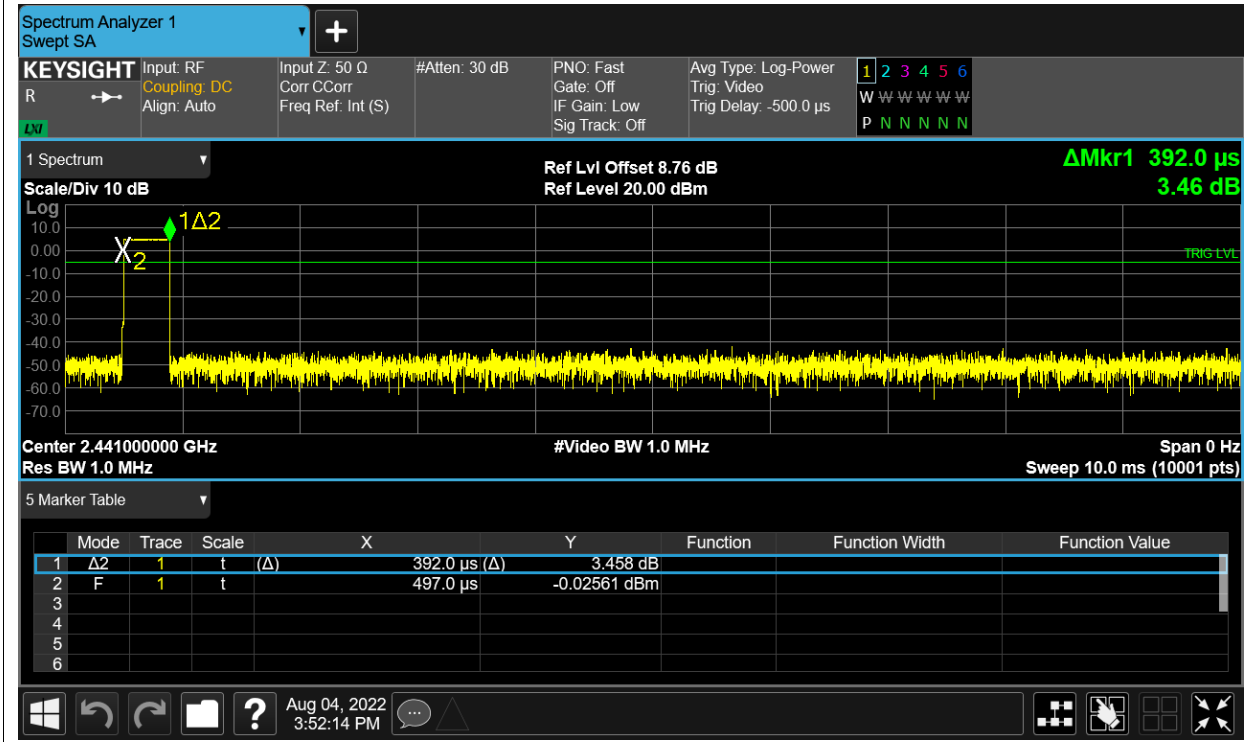 Spectrum Analyzer 1
Swept SA
+
KEYSIGHT
R
LXI
Input: RF
Coupling: DC
Align: Auto
Input Z: 50 Ω
Corr CCorr
Freq Ref: Int (S)
#Atten: 30 dB
PNO: Fast
Gate: Off
IF Gain: Low
Sig Track: Off
Avg Type: Log-Power
Trig: Video
Trig Delay: -500.0 µs
1 2 3 4 5 6
W W W W W W
P N N N N N
1 Spectrum
Scale/Div 10 dB
Ref Lvl Offset 8.76 dB
Ref Level 20.00 dBm
ΔMkr1 392.0 µs
3.46 dB
Log
10.0
0.00
-10.0
-20.0
-30.0
-40.0
-50.0
-60.0
-70.0
1Δ2
X2
TRIG LVL
Center 2.441000000 GHz
#Video BW 1.0 MHz
Span 0 Hz
Res BW 1.0 MHz
Sweep 10.0 ms (10001 pts)
5 Marker Table
Mode Trace Scale X Y Function Function Width Function Value
1 Δ2 1 t (Δ) 392.0 µs (Δ) 3.458 dB
2 F 1 t 497.0 µs -0.02561 dBm
3
4
5
6
?
Aug 04, 2022
3:52:14 PM